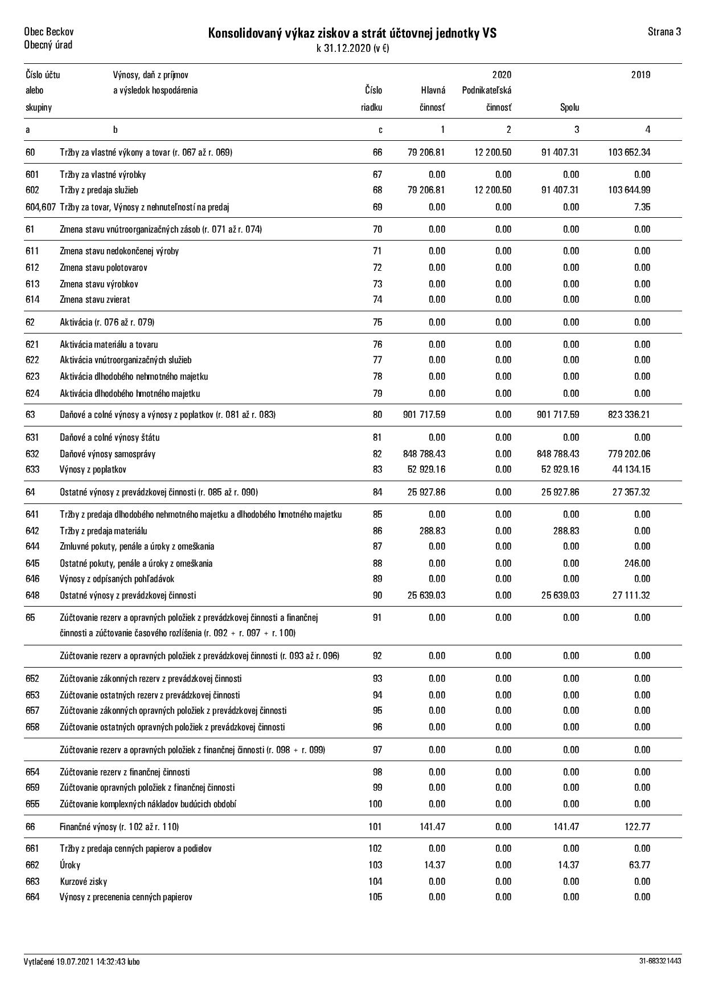 Obec Beckov Konsolidovaný výkaz ziskov a strát účtovnej jednotky VS Strana 3
Obecný úrad k 31.12.2020 (v €)
Číslo účtu Výnosy, daň z príjmov 2020 2019
alebo a výsledok hospodárenia Číslo Hlavná Podnikateľská
skupiny riadku činnosť činnosť Spolu
a b c 1 2 3 4
60 Tržby za vlastné výkony a tovar (r. 067 až r. 069) 66 79 206.81 12 200.50 91 407.31 103 652.34
601 Tržby za vlastné výrobky 67 0.00 0.00 0.00 0.00
602 Tržby z predaja služieb 68 79 206.81 12 200.50 91 407.31 103 644.99
604,607 Tržby za tovar, Výnosy z nehnuteľností na predaj 69 0.00 0.00 0.00 7.35
61 Zmena stavu vnútroorganizačných zásob (r. 071 až r. 074) 70 0.00 0.00 0.00 0.00
611 Zmena stavu nedokončenej výroby 71 0.00 0.00 0.00 0.00
612 Zmena stavu polotovarov 72 0.00 0.00 0.00 0.00
613 Zmena stavu výrobkov 73 0.00 0.00 0.00 0.00
614 Zmena stavu zvierat 74 0.00 0.00 0.00 0.00
62 Aktivácia (r. 076 až r. 079) 75 0.00 0.00 0.00 0.00
621 Aktivácia materiálu a tovaru 76 0.00 0.00 0.00 0.00
622 Aktivácia vnútroorganizačných služieb 77 0.00 0.00 0.00 0.00
623 Aktivácia dlhodobého nehmotného majetku 78 0.00 0.00 0.00 0.00
624 Aktivácia dlhodobého hmotného majetku 79 0.00 0.00 0.00 0.00
63 Daňové a colné výnosy a výnosy z poplatkov (r. 081 až r. 083) 80 901 717.59 0.00 901 717.59 823 336.21
631 Daňové a colné výnosy štátu 81 0.00 0.00 0.00 0.00
632 Daňové výnosy samosprávy 82 848 788.43 0.00 848 788.43 779 202.06
633 Výnosy z poplatkov 83 52 929.16 0.00 52 929.16 44 134.15
64 Ostatné výnosy z prevádzkovej činnosti (r. 085 až r. 090) 84 25 927.86 0.00 25 927.86 27 357.32
641 Tržby z predaja dlhodobého nehmotného majetku a dlhodobého hmotného majetku 85 0.00 0.00 0.00 0.00
642 Tržby z predaja materiálu 86 288.83 0.00 288.83 0.00
644 Zmluvné pokuty, penále a úroky z omeškania 87 0.00 0.00 0.00 0.00
645 Ostatné pokuty, penále a úroky z omeškania 88 0.00 0.00 0.00 246.00
646 Výnosy z odpísaných pohľadávok 89 0.00 0.00 0.00 0.00
648 Ostatné výnosy z prevádzkovej činnosti 90 25 639.03 0.00 25 639.03 27 111.32
65 Zúčtovanie rezerv a opravných položiek z prevádzkovej činnosti a finančnej 91 0.00 0.00 0.00 0.00
činnosti a zúčtovanie časového rozlíšenia (r. 092 + r. 097 + r. 100)
Zúčtovanie rezerv a opravných položiek z prevádzkovej činnosti (r. 093 až r. 096) 92 0.00 0.00 0.00 0.00
652 Zúčtovanie zákonných rezerv z prevádzkovej činnosti 93 0.00 0.00 0.00 0.00
653 Zúčtovanie ostatných rezerv z prevádzkovej činnosti 94 0.00 0.00 0.00 0.00
657 Zúčtovanie zákonných opravných položiek z prevádzkovej činnosti 95 0.00 0.00 0.00 0.00
658 Zúčtovanie ostatných opravných položiek z prevádzkovej činnosti 96 0.00 0.00 0.00 0.00
Zúčtovanie rezerv a opravných položiek z finančnej činnosti (r. 098 + r. 099) 97 0.00 0.00 0.00 0.00
654 Zúčtovanie rezerv z finančnej činnosti 98 0.00 0.00 0.00 0.00
659 Zúčtovanie opravných položiek z finančnej činnosti 99 0.00 0.00 0.00 0.00
655 Zúčtovanie komplexných nákladov budúcich období 100 0.00 0.00 0.00 0.00
66 Finančné výnosy (r. 102 až r. 110) 101 141.47 0.00 141.47 122.77
661 Tržby z predaja cenných papierov a podielov 102 0.00 0.00 0.00 0.00
662 Úroky 103 14.37 0.00 14.37 63.77
663 Kurzové zisky 104 0.00 0.00 0.00 0.00
664 Výnosy z precenenia cenných papierov 105 0.00 0.00 0.00 0.00
Vytlačené 19.07.2021 14:32:43 lubo 31-683321443